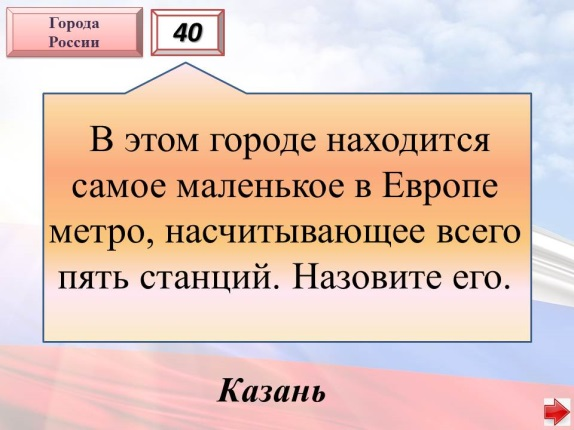 Города
России
40
В этом городе находится
самое маленькое в Европе
метро, насчитывающее всего
пять станций. Назовите его.
Казань